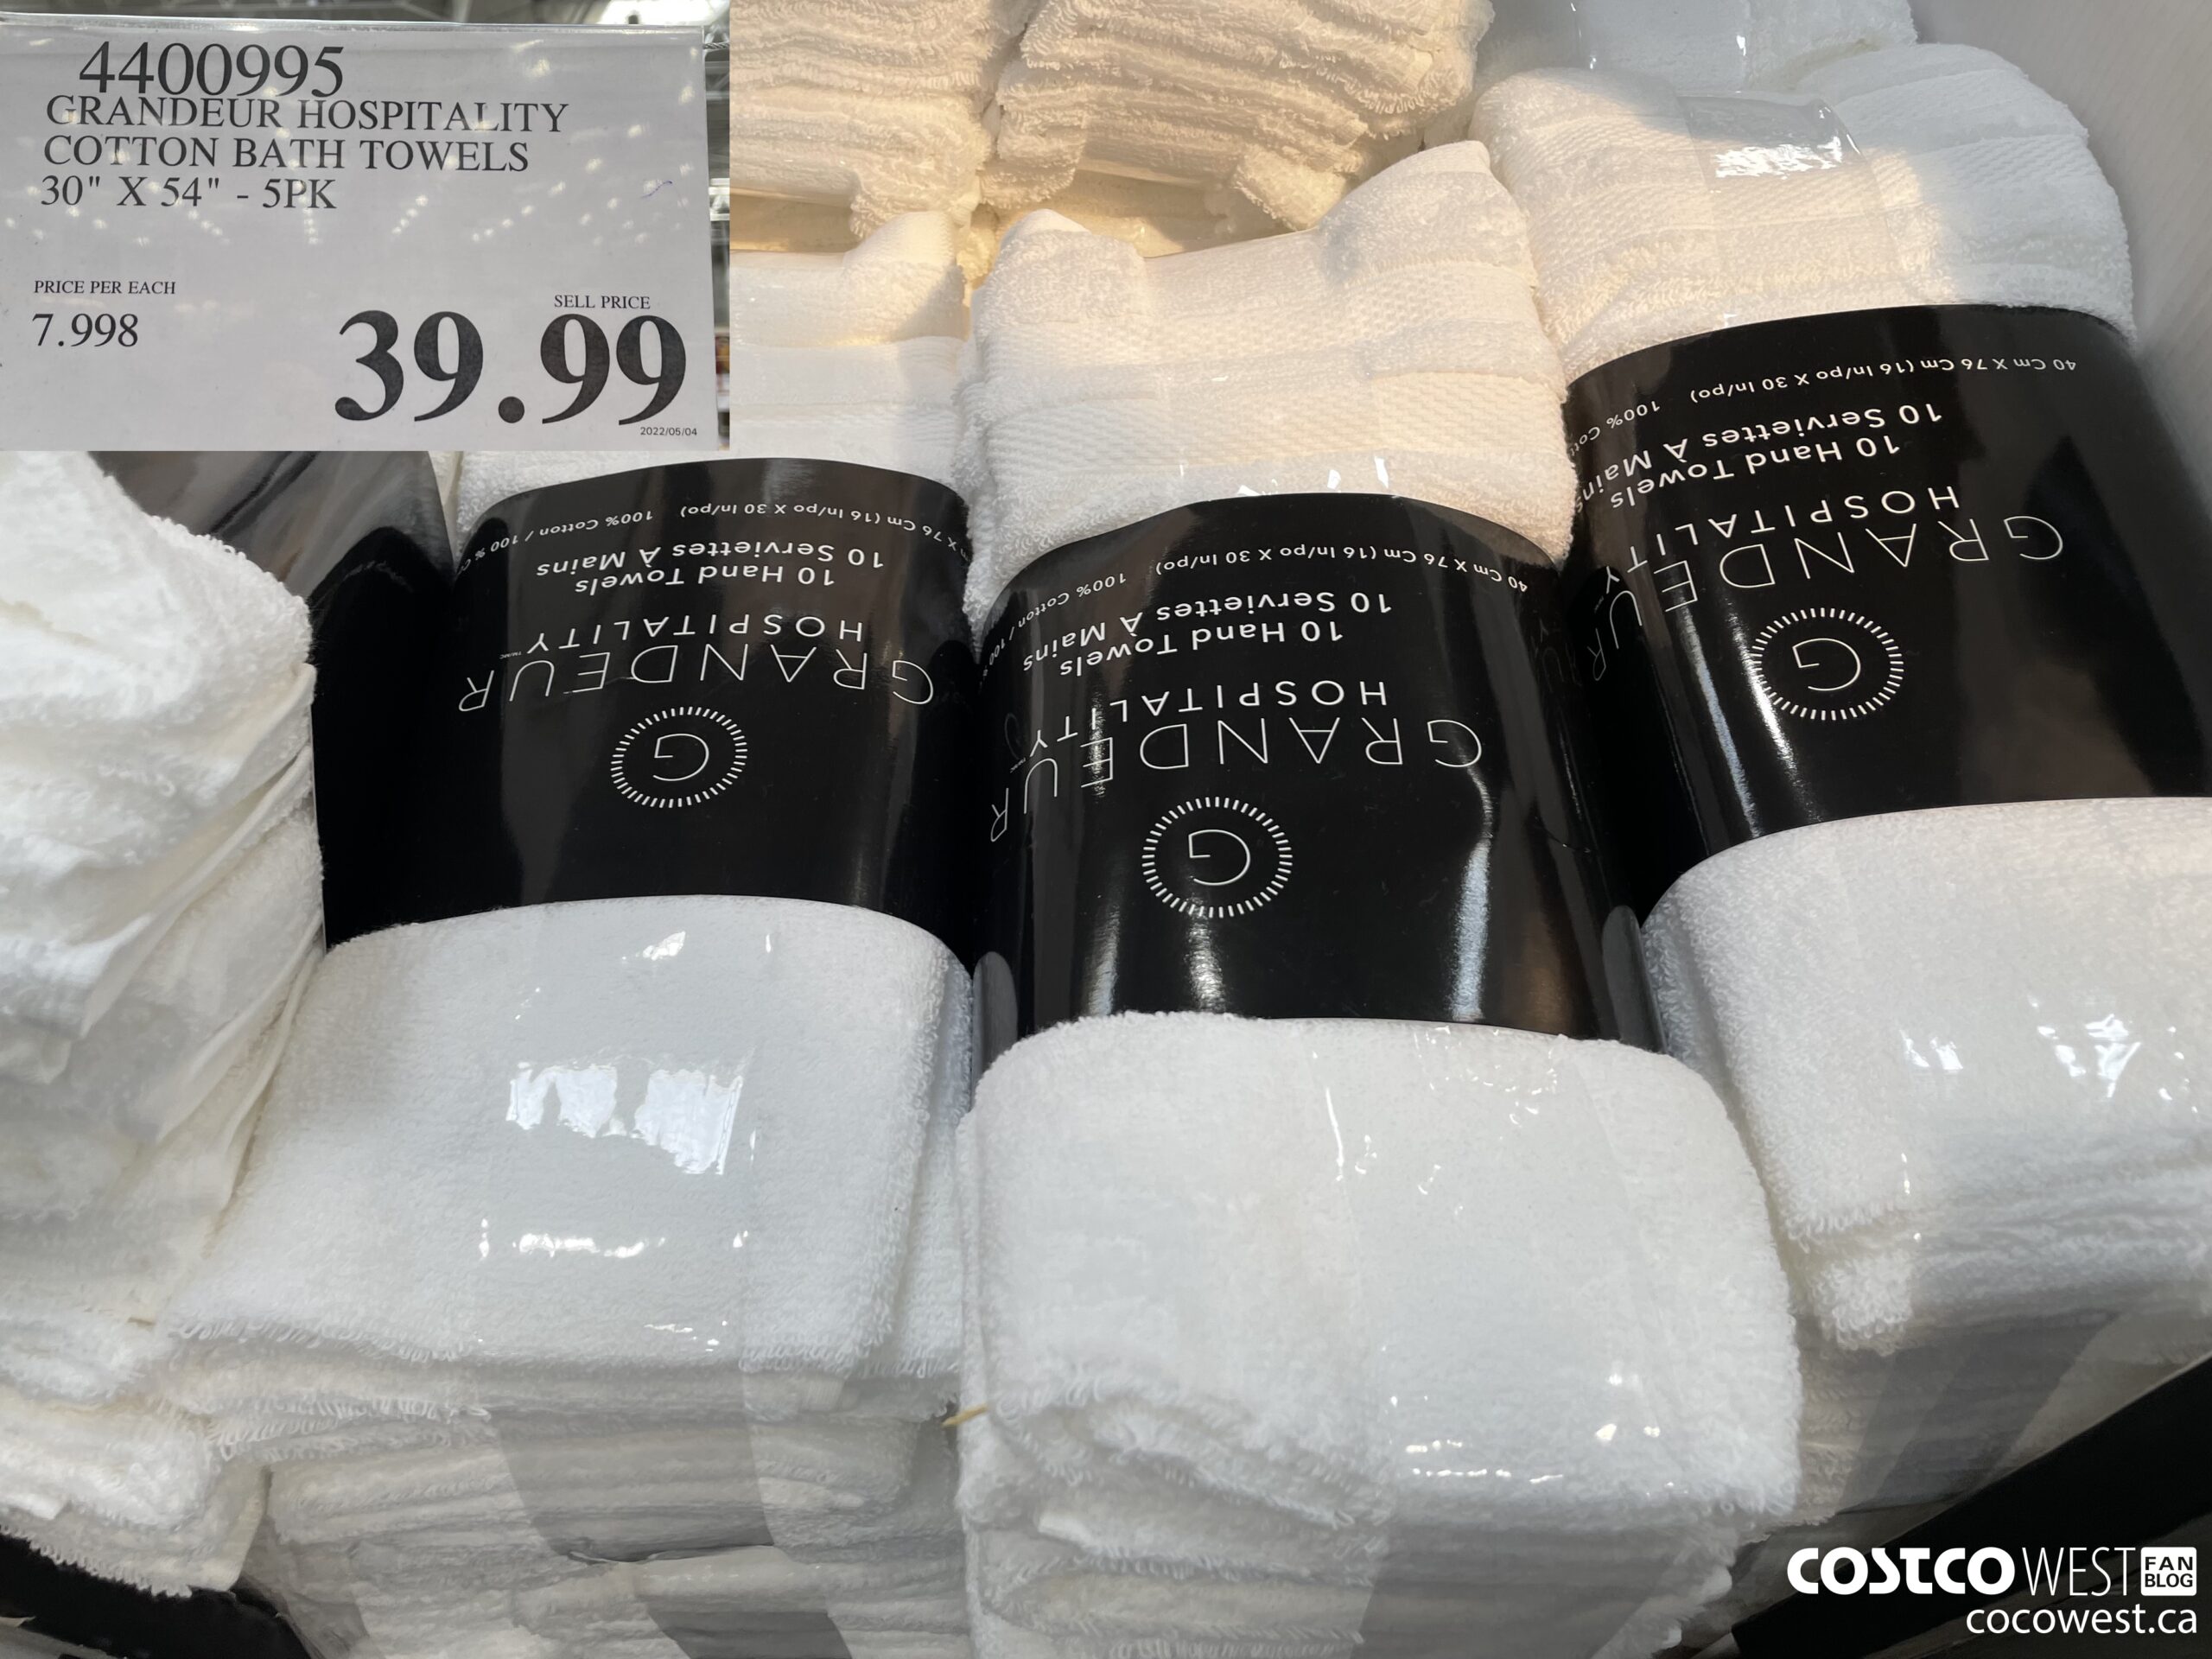 4400995
GRANDEUR HOSPITALITY
COTTON BATH TOWELS
30" X 54" - 5PK
PRICE PER EACH
7.998
SELL PRICE
39.99
2022/05/04
G
GRANDEUR
HOSPITALITY
10 Hand Towels
10 Serviettes À Mains
X 76 Cm (16 In/po X 30 In/po) 100% Cotton / 100 %
G
GRANDEUR
HOSPITALITY
10 Hand Towels
10 Serviettes À Mains
40 Cm X 76 Cm (16 In/po X 30 In/po) 100% Cotton / 100
G
GRANDEUR
HOSPITALITY
10 Hand Towels
10 Serviettes À Mains
40 Cm X 76 Cm (16 In/po X 30 In/po) 100%
COSTCO WEST FAN BLOG
cocowest.ca